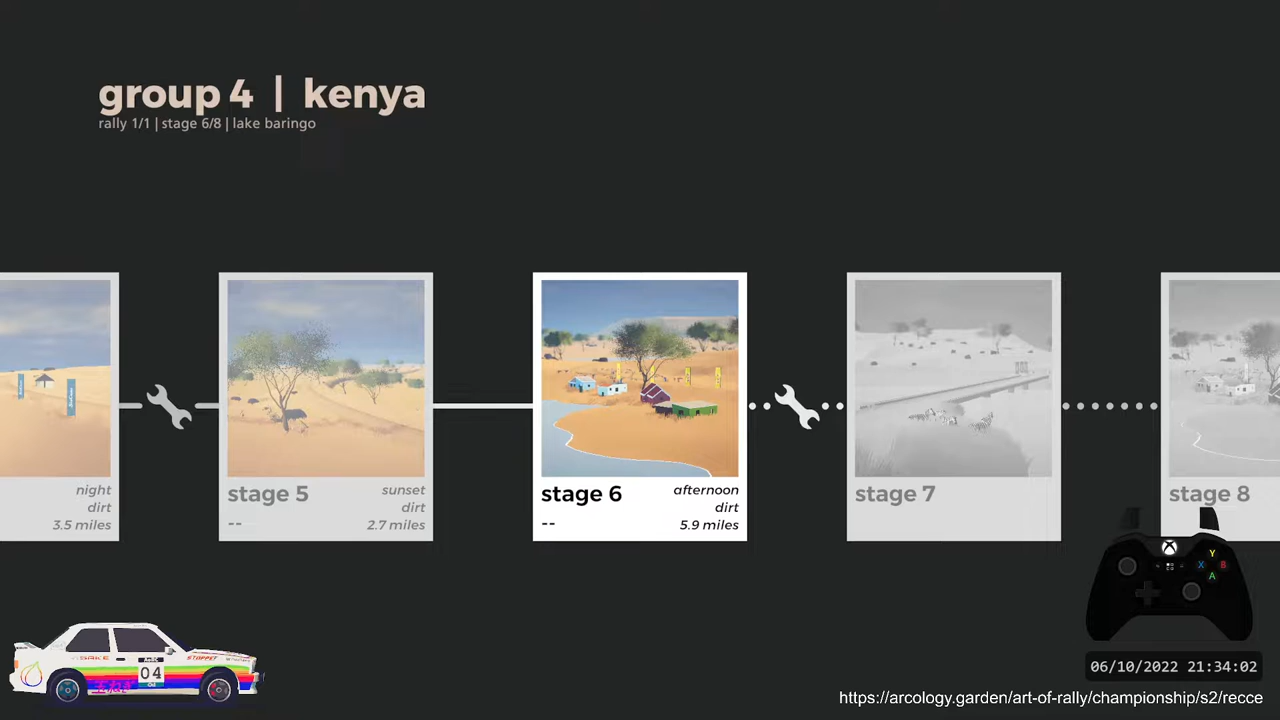 group 4 | kenya
rally 1/1 | stage 6/8 | lake baringo
night
dirt
3.5 miles
stage 5
sunset
dirt
--
2.7 miles
stage 6
afternoon
dirt
--
5.9 miles
stage 7
stage 8
Y
X
B
A
04
STOPPET
06/10/2022 21:34:02
https://arcology.garden/art-of-rally/championship/s2/recce